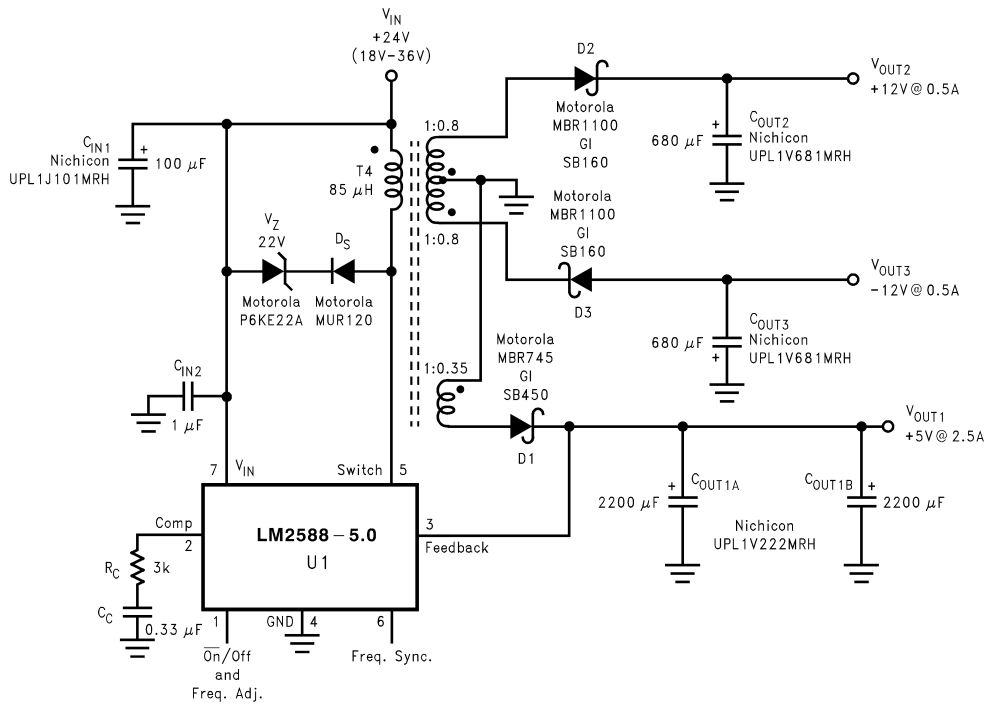 V_IN
+24V
(18V–36V)
D2
V_OUT2
+12V@0.5A
Motorola
MBR1100
GI
SB160
C_OUT2
Nichicon
UPL1V681MRH
+
680 μF
C_IN1
Nichicon
UPL1J101MRH
+
100 μF
1:0.8
T4
85 μH
1:0.8
Motorola
MBR1100
GI
SB160
V_Z
22V
D_S
Motorola
P6KE22A
Motorola
MUR120
D3
V_OUT3
−12V@0.5A
C_OUT3
Nichicon
UPL1V681MRH
680 μF
+
C_IN2
1 μF
1:0.35
Motorola
MBR745
GI
SB450
D1
V_OUT1
+5V@2.5A
7
V_IN
Switch
5
C_OUT1A
+
2200 μF
C_OUT1B
+
2200 μF
Nichicon
UPL1V222MRH
Comp
2
LM2588–5.0
U1
3
Feedback
R_C
3k
C_C
0.33 μF
1
GND
4
6
O̅n̅/Off
and
Freq. Adj.
Freq. Sync.